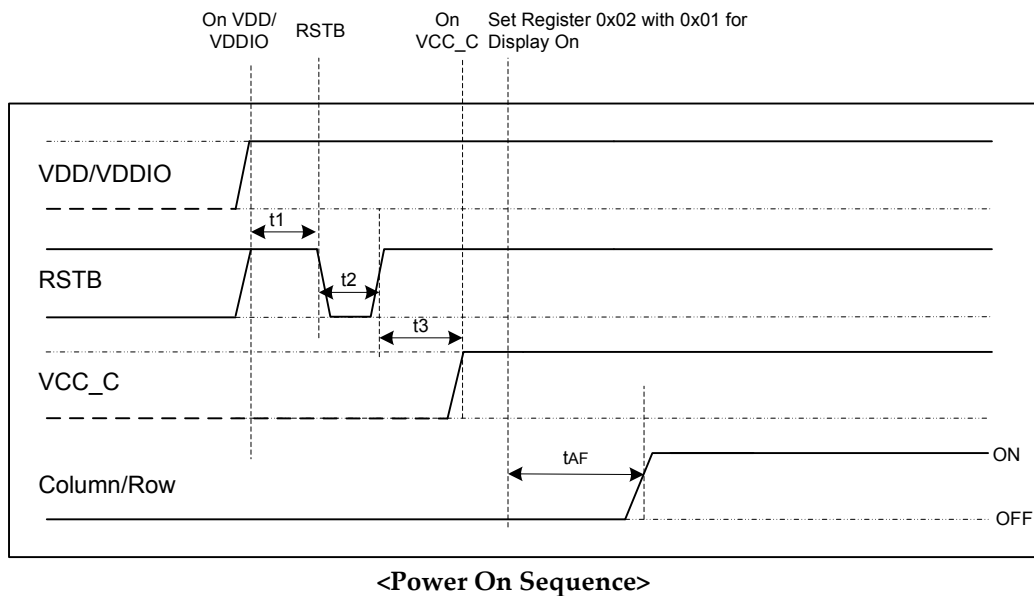 On VDD/
VDDIO
RSTB
On
VCC_C
Set Register 0x02 with 0x01 for
Display On
VDD/VDDIO
t1
RSTB
t2
t3
VCC_C
tAF
ON
Column/Row
OFF
<Power On Sequence>